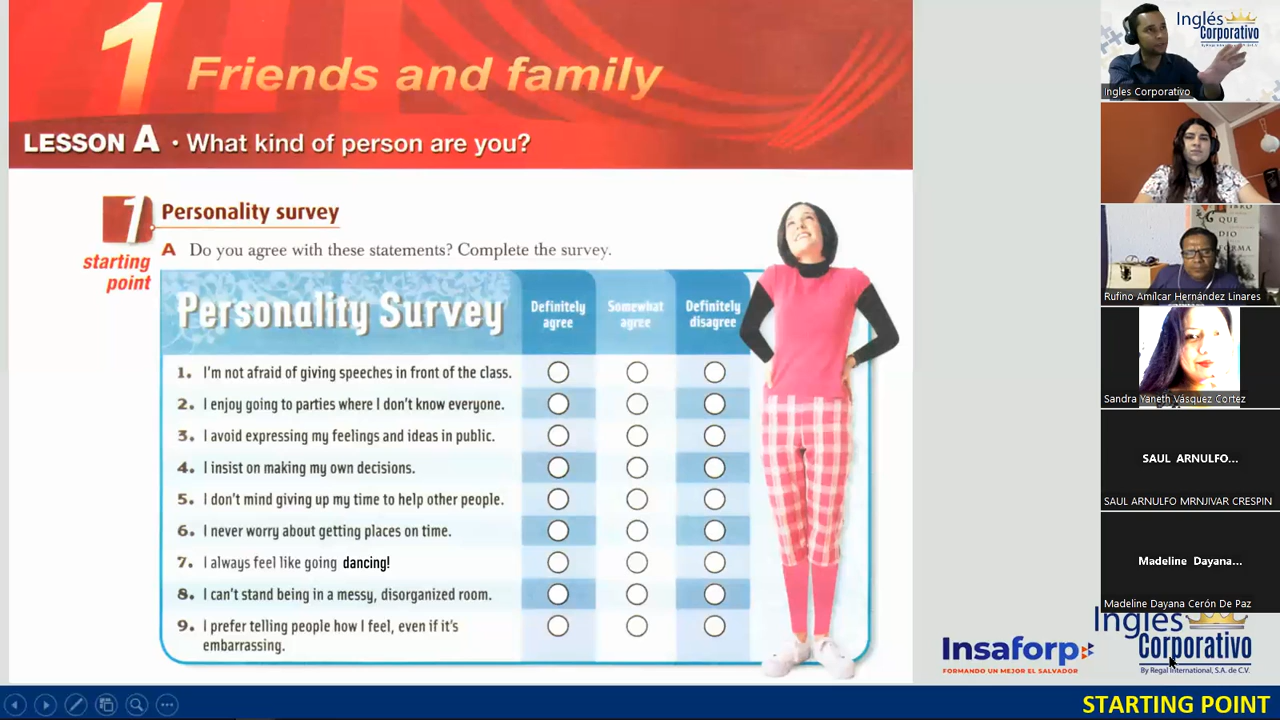 1
Friends and family
LESSON A • What kind of person are you?
1
starting
point
Personality survey
A Do you agree with these statements? Complete the survey.
Personality Survey
Definitely
agree
Somewhat
agree
Definitely
disagree
1. I'm not afraid of giving speeches in front of the class.
2. I enjoy going to parties where I don't know everyone.
3. I avoid expressing my feelings and ideas in public.
4. I insist on making my own decisions.
5. I don't mind giving up my time to help other people.
6. I never worry about getting places on time.
7. I always feel like going dancing!
8. I can't stand being in a messy, disorganized room.
9. I prefer telling people how I feel, even if it's
embarrassing.
Inglés
Corporativo
Ingles Corporativo
LIBRO
QUE
DIO
FORMA
Rufino Amílcar Hernández Linares
Sandra Yaneth Vásquez Cortez
SAUL ARNULFO...
SAUL ARNULFO MRNJIVAR CRESPIN
Madeline Dayana...
Madeline Dayana Cerón De Paz
Insaforp
FORMANDO UN MEJOR EL SALVADOR
Inglés
Corporativo
By Regal International, S.A. de C.V.
STARTING POINT